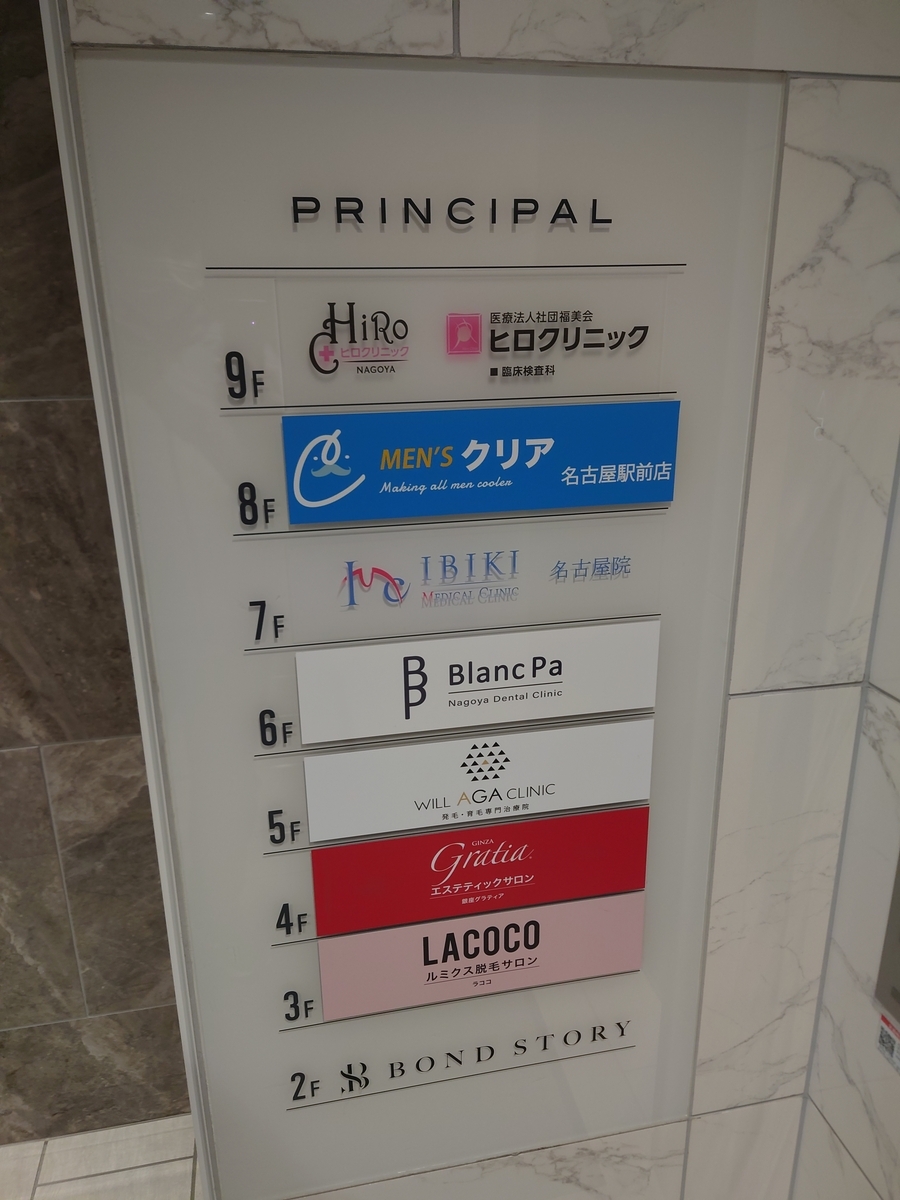 PRINCIPAL
9F
HiRO
ヒロクリニック
NAGOYA
医療法人社団福美会
ヒロクリニック
■ 臨床検査科
8F
MEN'S クリア
Making all men cooler
名古屋駅前店
7F
IMC
IBIKI
MEDICAL CLINIC
名古屋院
6F
BP
Blanc Pa
Nagoya Dental Clinic
5F
WILL AGA CLINIC
発毛・育毛専門治療院
4F
GINZA
Gratia.
エステティックサロン
銀座グラティア
3F
LACOCO
ルミクス脱毛サロン
ラココ
2F
BOND STORY